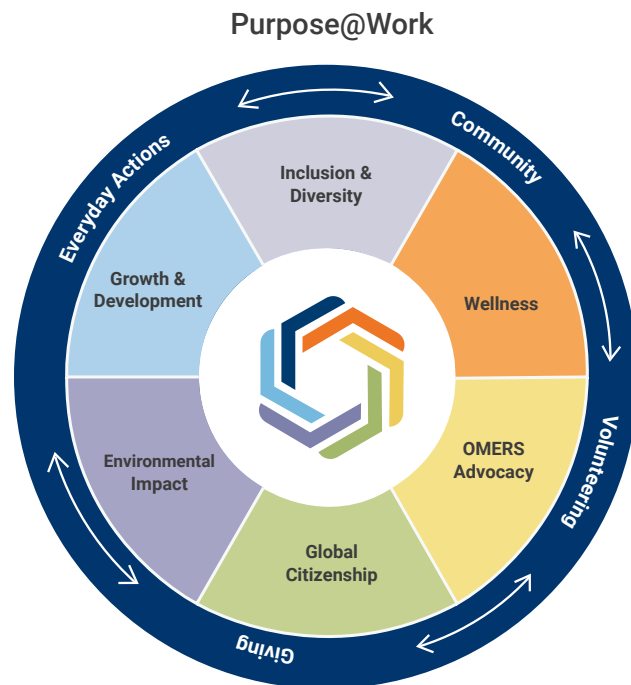 Purpose@Work
Everyday Actions
Community
Volunteering
Giving
Inclusion &
Diversity
Wellness
OMERS
Advocacy
Global
Citizenship
Environmental
Impact
Growth &
Development